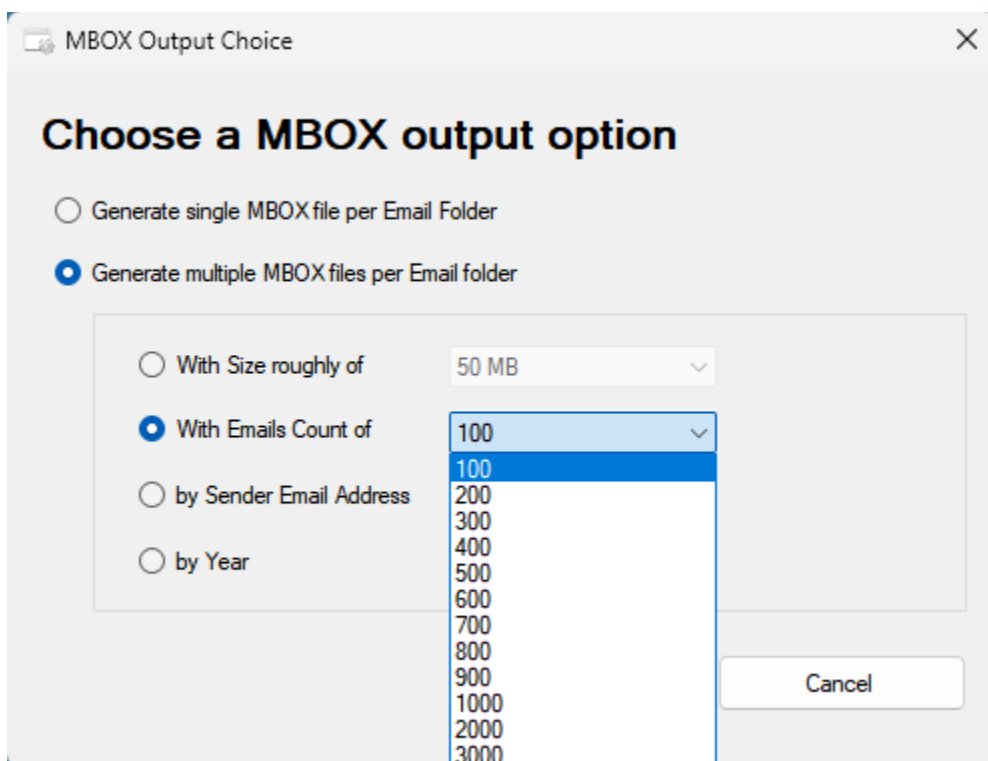 MBOX Output Choice
Choose a MBOX output option
Generate single MBOX file per Email Folder
Generate multiple MBOX files per Email folder
With Size roughly of 50 MB
With Emails Count of 100
100
200
300
400
500
600
700
800
900
1000
2000
3000
by Sender Email Address
by Year
Cancel